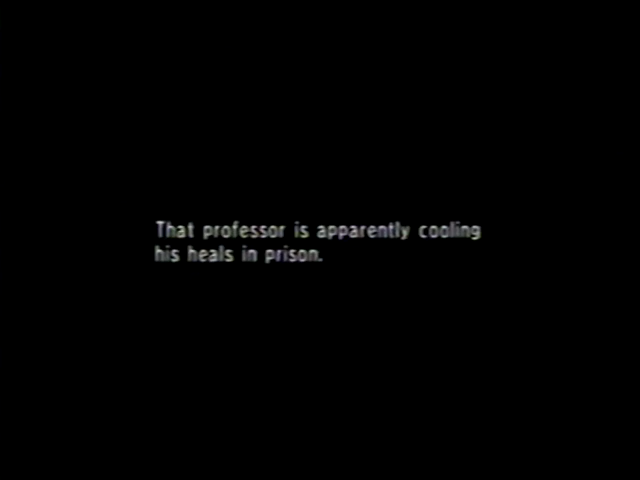 That professor is apparently cooling
his heals in prison.